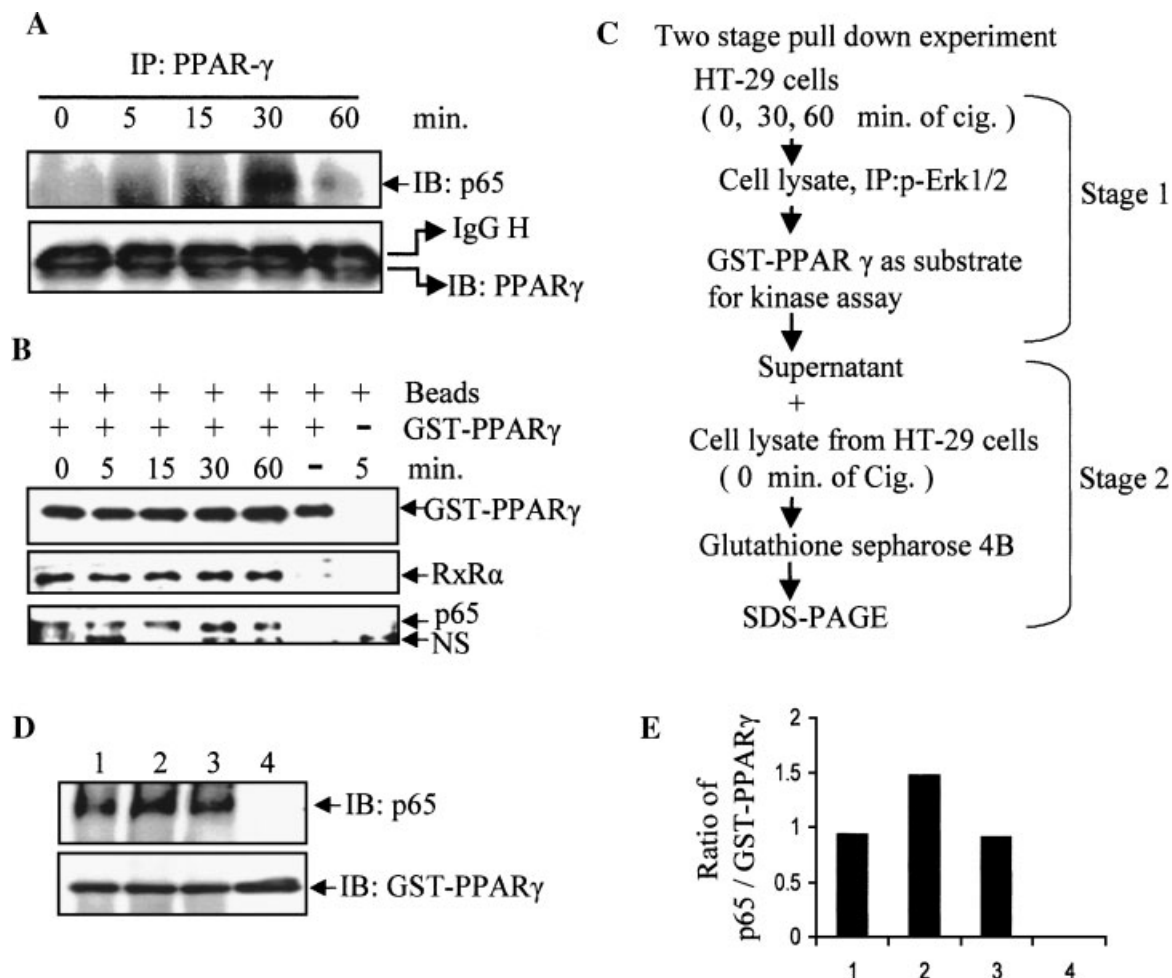 A
IP: PPAR-γ
0 5 15 30 60 min.
IB: p65
IgG H
IB: PPARγ
B
+ + + + + + + Beads
+ + + + + + - GST-PPARγ
0 5 15 30 60 - 5 min.
GST-PPARγ
RxRα
p65
NS
C Two stage pull down experiment
HT-29 cells
( 0, 30, 60 min. of cig. )
Cell lysate, IP:p-Erk1/2
GST-PPAR γ as substrate
for kinase assay
Stage 1
Supernatant
+
Cell lysate from HT-29 cells
( 0 min. of Cig. )
Glutathione sepharose 4B
SDS-PAGE
Stage 2
D
1 2 3 4
IB: p65
IB: GST-PPARγ
E
Ratio of
p65 / GST-PPARγ
2
1.5
1
0.5
0
1 2 3 4